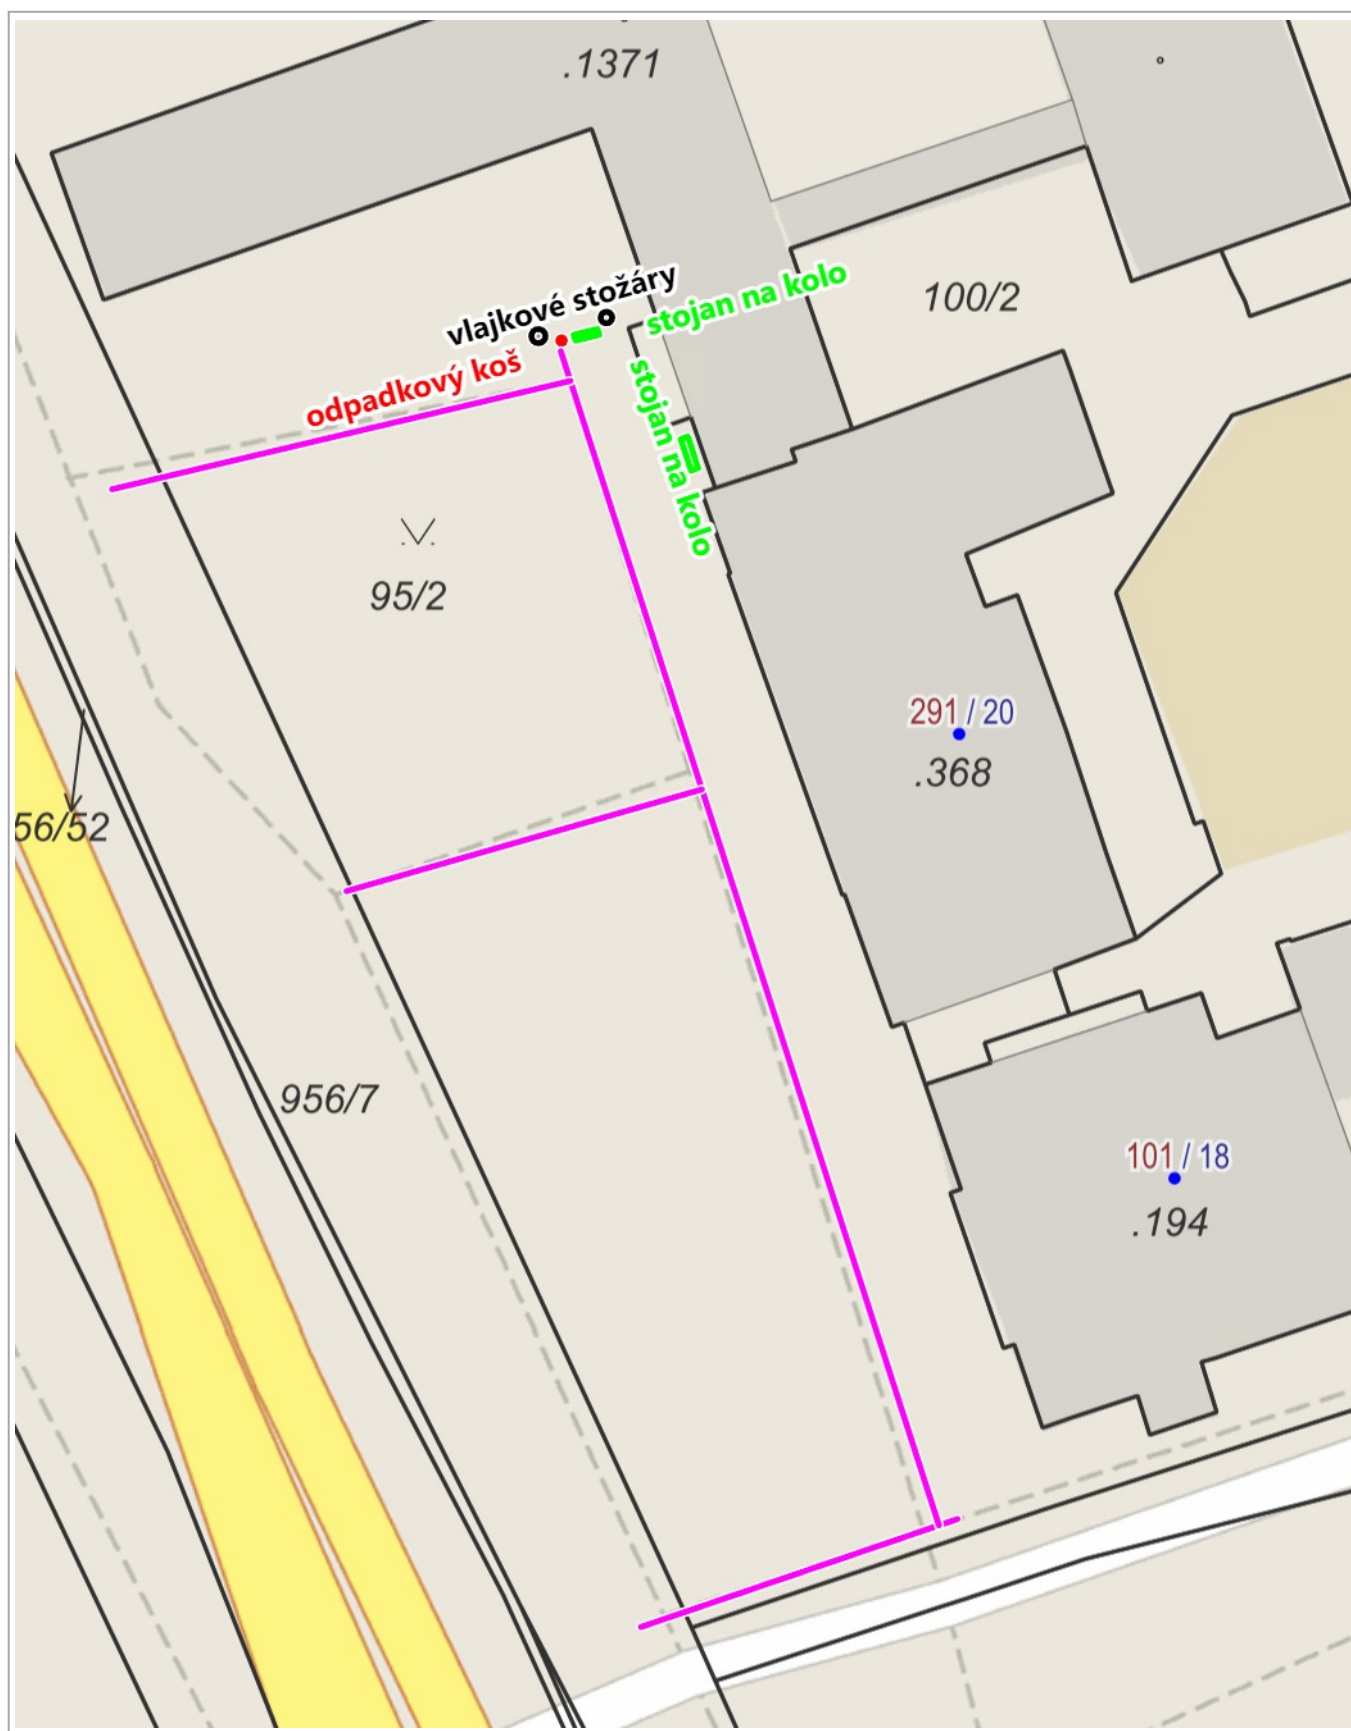 .1371
vlajkové stožáry
stojan na kolo
100/2
odpadkový koš
stojan na kolo
95/2
291 / 20
.368
56/52
956/7
101 / 18
.194